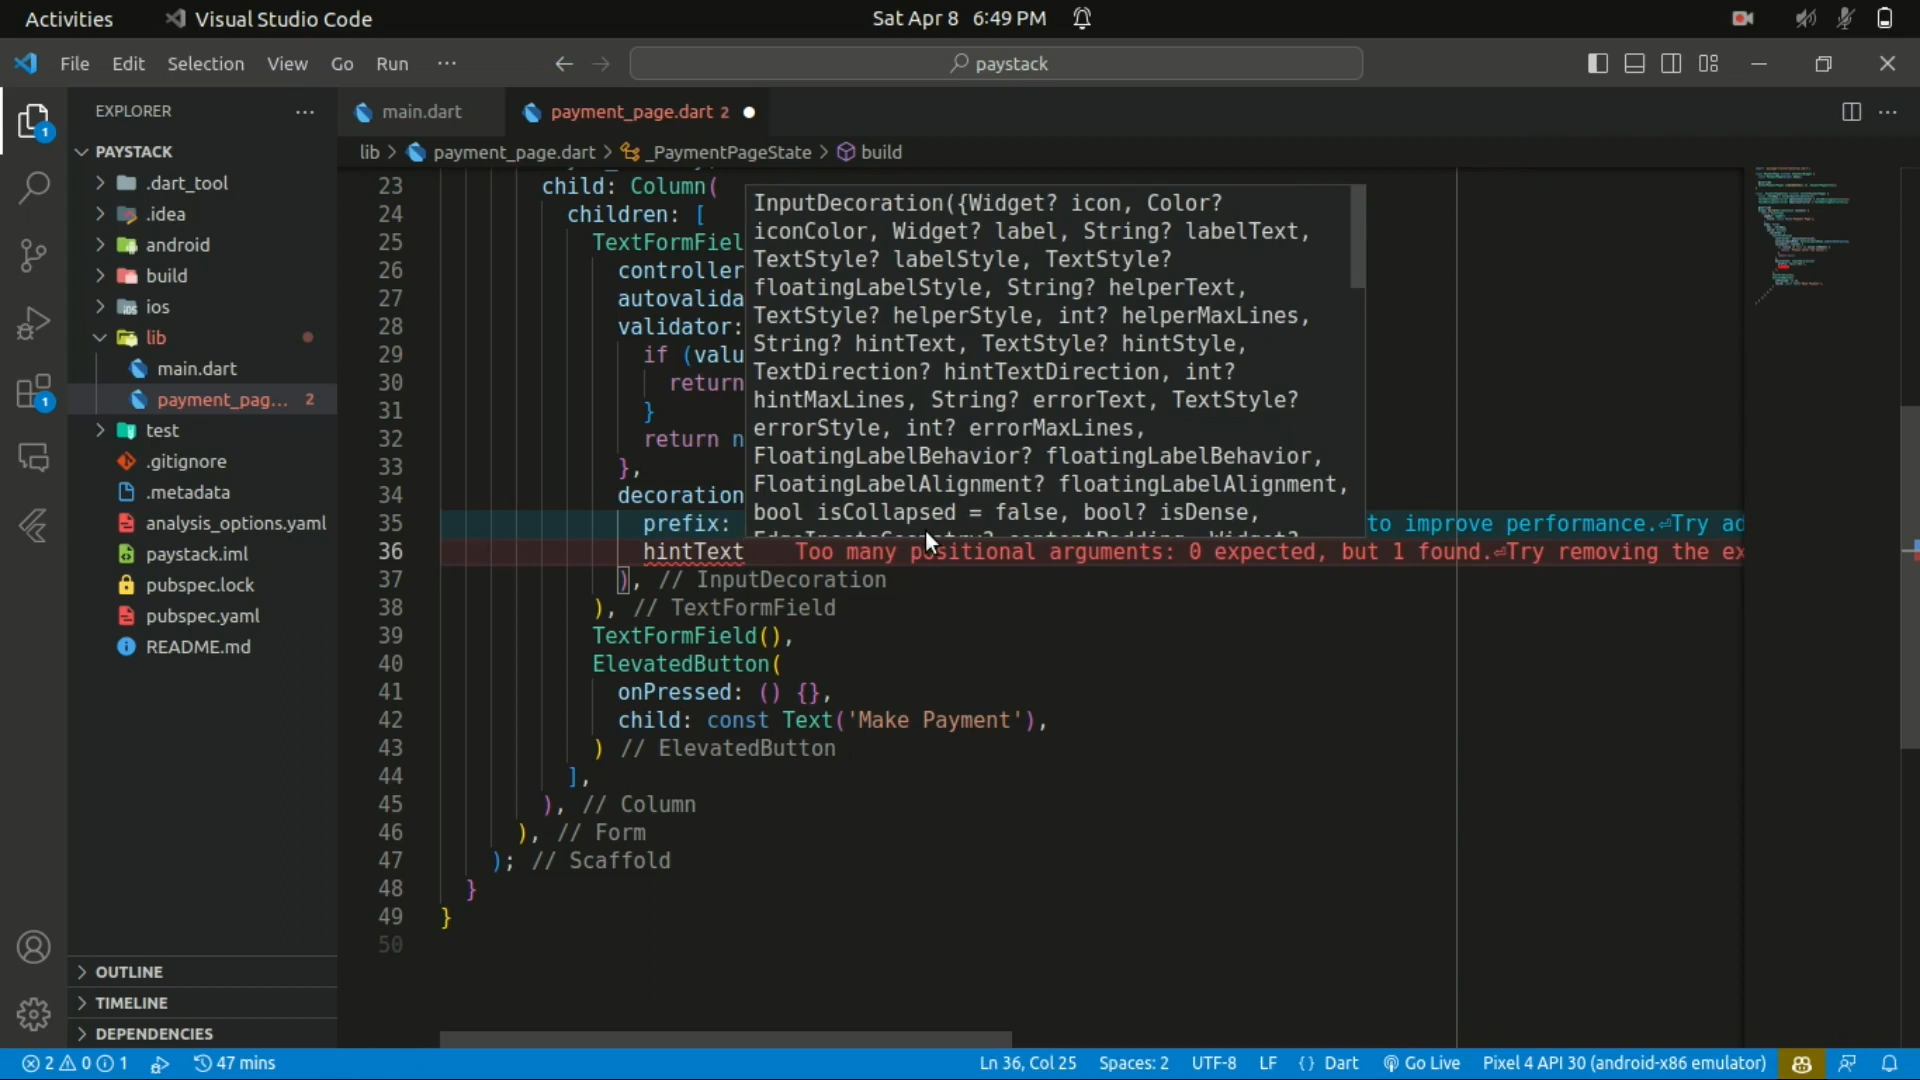 Activities
Visual Studio Code
Sat Apr 8 6:49 PM
File Edit Selection View Go Run ···
paystack
EXPLORER
main.dart
payment_page.dart 2
lib > payment_page.dart > _PaymentPageState > build
PAYSTACK
.dart_tool
.idea
android
build
ios
lib
main.dart
payment_pag... 2
test
.gitignore
.metadata
analysis_options.yaml
paystack.iml
pubspec.lock
pubspec.yaml
README.md
OUTLINE
TIMELINE
DEPENDENCIES
1
1
23 child: Column(
24 children: [
25 TextFormFiel
26 controller
27 autovalida
28 validator:
29 if (valu
30 return
31 }
32 return n
33 },
34 decoration
35 prefix: to improve performance.⏎Try ad
36 hintText Too many positional arguments: 0 expected, but 1 found.⏎Try removing the ex
37 ), // InputDecoration
38 ), // TextFormField
39 TextFormField(),
40 ElevatedButton(
41 onPressed: () {},
42 child: const Text('Make Payment'),
43 ) // ElevatedButton
44 ],
45 ), // Column
46 ), // Form
47 ); // Scaffold
48 }
49 }
50
InputDecoration({Widget? icon, Color?
iconColor, Widget? label, String? labelText,
TextStyle? labelStyle, TextStyle?
floatingLabelStyle, String? helperText,
TextStyle? helperStyle, int? helperMaxLines,
String? hintText, TextStyle? hintStyle,
TextDirection? hintTextDirection, int?
hintMaxLines, String? errorText, TextStyle?
errorStyle, int? errorMaxLines,
FloatingLabelBehavior? floatingLabelBehavior,
FloatingLabelAlignment? floatingLabelAlignment,
bool isCollapsed = false, bool? isDense,
EdgeInsetsGeometry? contentPadding, Widget?
2 0 1 47 mins Ln 36, Col 25 Spaces: 2 UTF-8 LF {} Dart Go Live Pixel 4 API 30 (android-x86 emulator)